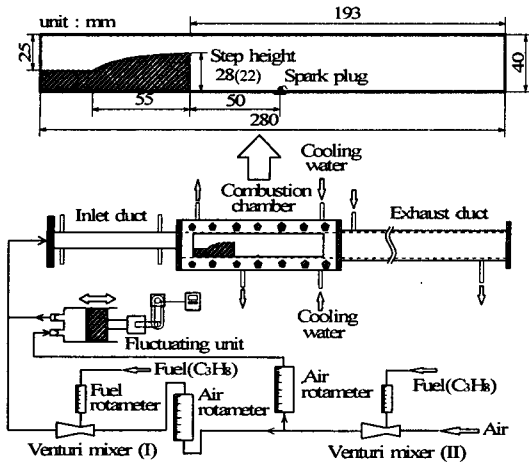 unit : mm
193
25
Step height
28(22)
Spark plug
40
55
50
280
Cooling
water
Combustion
chamber
Inlet duct
Exhaust duct
Cooling
water
Fluctuating unit
Fuel(C3H8)
Fuel
rotameter
Air
rotameter
Air
rotameter
Fuel(C3H8)
Fuel
rotameter
Air
Venturi mixer (I)
Venturi mixer (II)